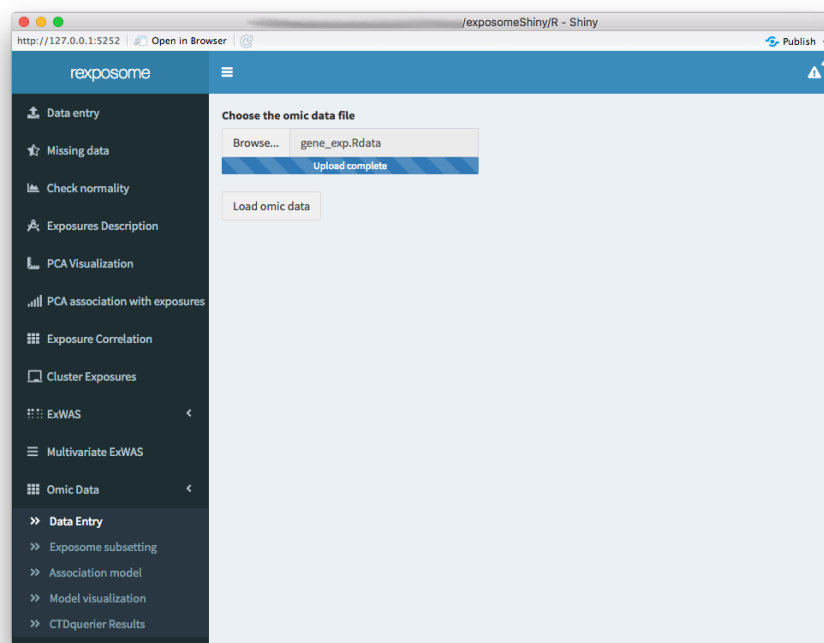 /exposomeShiny/R - Shiny
http://127.0.0.1:5252 Open in Browser Publish
rexposome
Data entry
Missing data
Check normality
Exposures Description
PCA Visualization
PCA association with exposures
Exposure Correlation
Cluster Exposures
ExWAS
Multivariate ExWAS
Omic Data
Data Entry
Exposome subsetting
Association model
Model visualization
CTDquerier Results
Choose the omic data file
Browse... gene_exp.Rdata
Upload complete
Load omic data